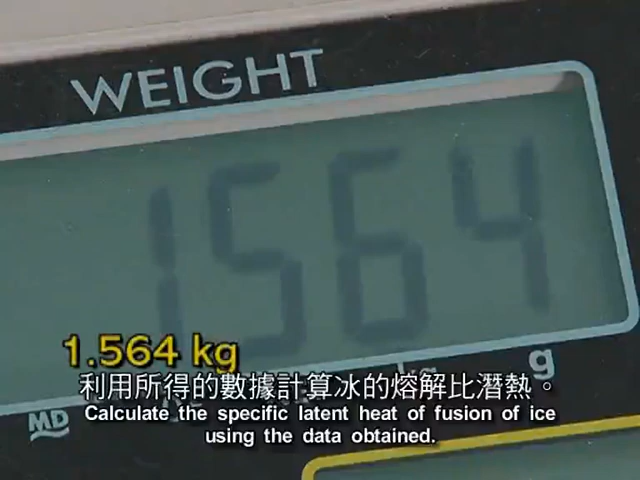 WEIGHT
1564
1.564 kg
g
利用所得的數據計算冰的熔解比潛熱。
MD
Calculate the specific latent heat of fusion of ice
using the data obtained.